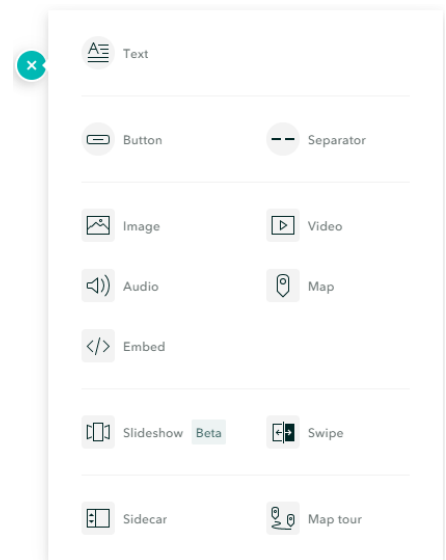 Text
Button
Separator
Image
Video
Audio
Map
Embed
Slideshow Beta
Swipe
Sidecar
Map tour